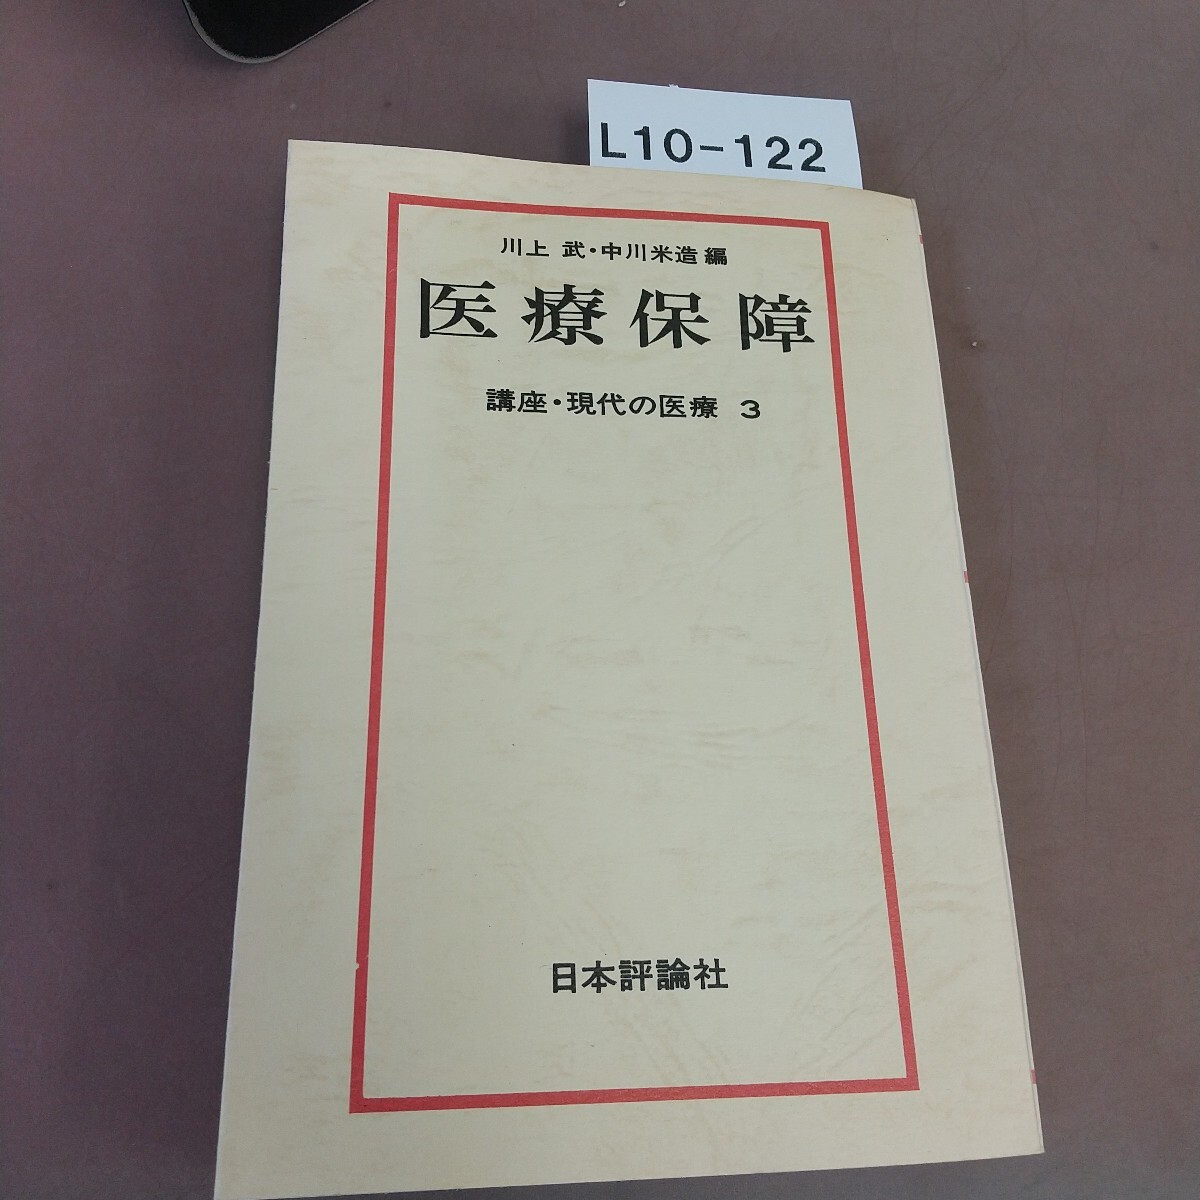 L10-122
川上 武・中川米造編
医療保障
講座・現代の医療 3
日本評論社